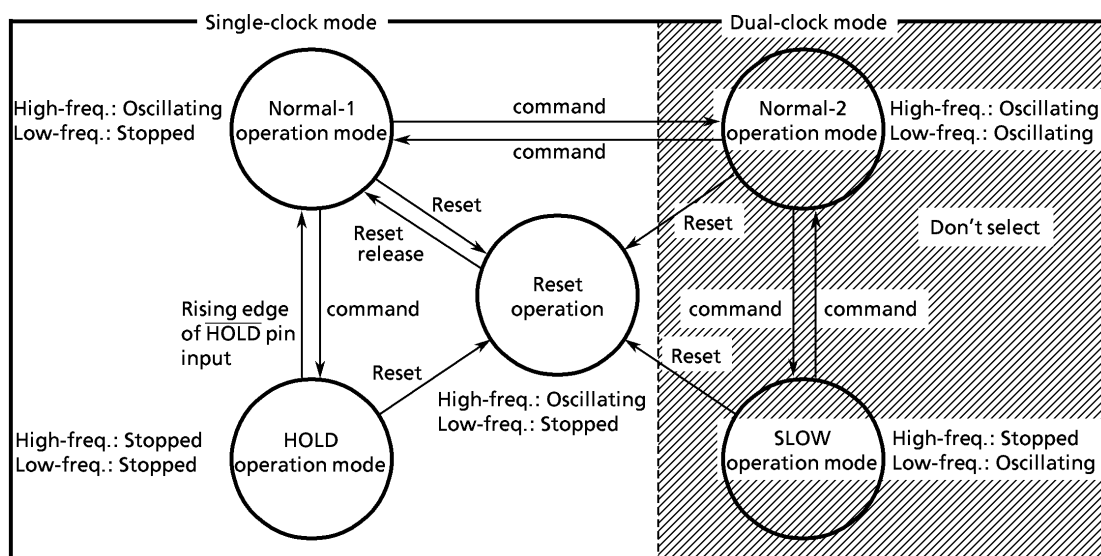 Single-clock mode
Dual-clock mode
High-freq.: Oscillating
Low-freq.: Stopped
Normal-1
operation mode
command
command
Normal-2
operation mode
High-freq.: Oscillating
Low-freq.: Oscillating
Reset
Reset
release
Reset
Don't select
Reset
operation
Rising edge
of HOLD pin
input
command
command
command
Reset
Reset
High-freq.: Oscillating
Low-freq.: Stopped
High-freq.: Stopped
Low-freq.: Stopped
HOLD
operation mode
SLOW
operation mode
High-freq.: Stopped
Low-freq.: Oscillating